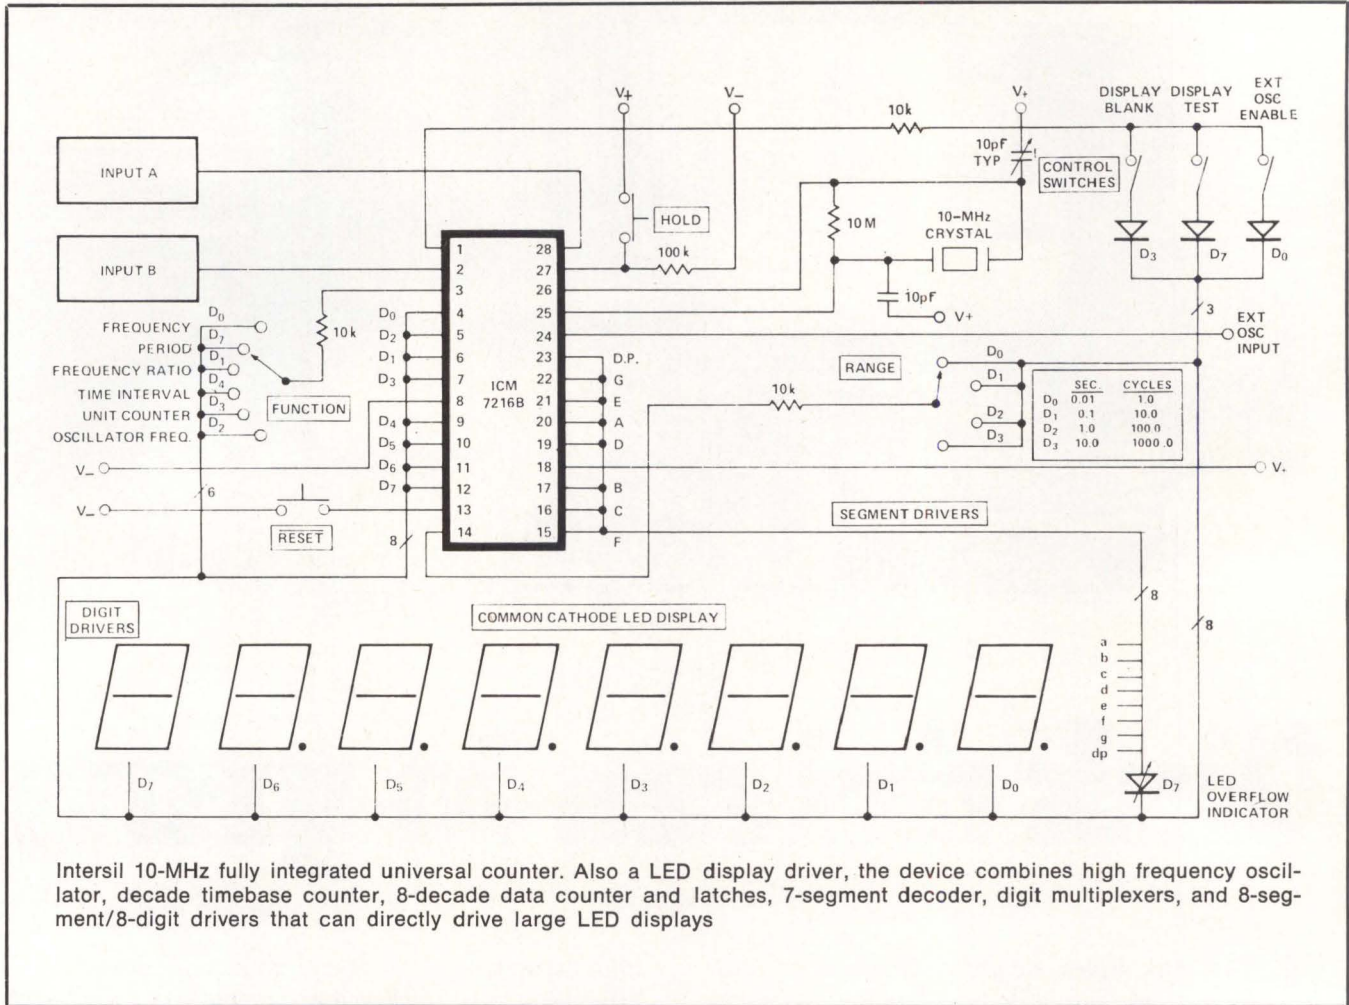 V+
V–
V+
DISPLAY BLANK
DISPLAY TEST
EXT OSC ENABLE
10k
10pF TYP
CONTROL SWITCHES
INPUT A
HOLD
10 M
10–MHz CRYSTAL
INPUT B
100 k
D3
D7
D0
10pF
V+
3
EXT OSC INPUT
1
2
3
4
5
6
7
8
9
10
11
12
13
14
28
27
26
25
24
23
22
21
20
19
18
17
16
15
ICM 7216B
D0
D2
D1
D3
D4
D5
D6
D7
8
D.P.
G
E
A
D
B
C
F
FREQUENCY D0
PERIOD D7
FREQUENCY RATIO D1
TIME INTERVAL D4
UNIT COUNTER D3
OSCILLATOR FREQ. D2
10k
FUNCTION
V–
6
V–
RESET
RANGE
10k
D0
D1
D2
D3
SEC. CYCLES
D0 0.01 1.0
D1 0.1 10.0
D2 1.0 100.0
D3 10.0 1000.0
V+
SEGMENT DRIVERS
8
8
DIGIT DRIVERS
COMMON CATHODE LED DISPLAY
a
b
c
d
e
f
g
dp
D7
D6
D5
D4
D3
D2
D1
D0
D7
LED OVERFLOW INDICATOR
Intersil 10-MHz fully integrated universal counter. Also a LED display driver, the device combines high frequency oscil-
lator, decade timebase counter, 8-decade data counter and latches, 7-segment decoder, digit multiplexers, and 8-seg-
ment/8-digit drivers that can directly drive large LED displays